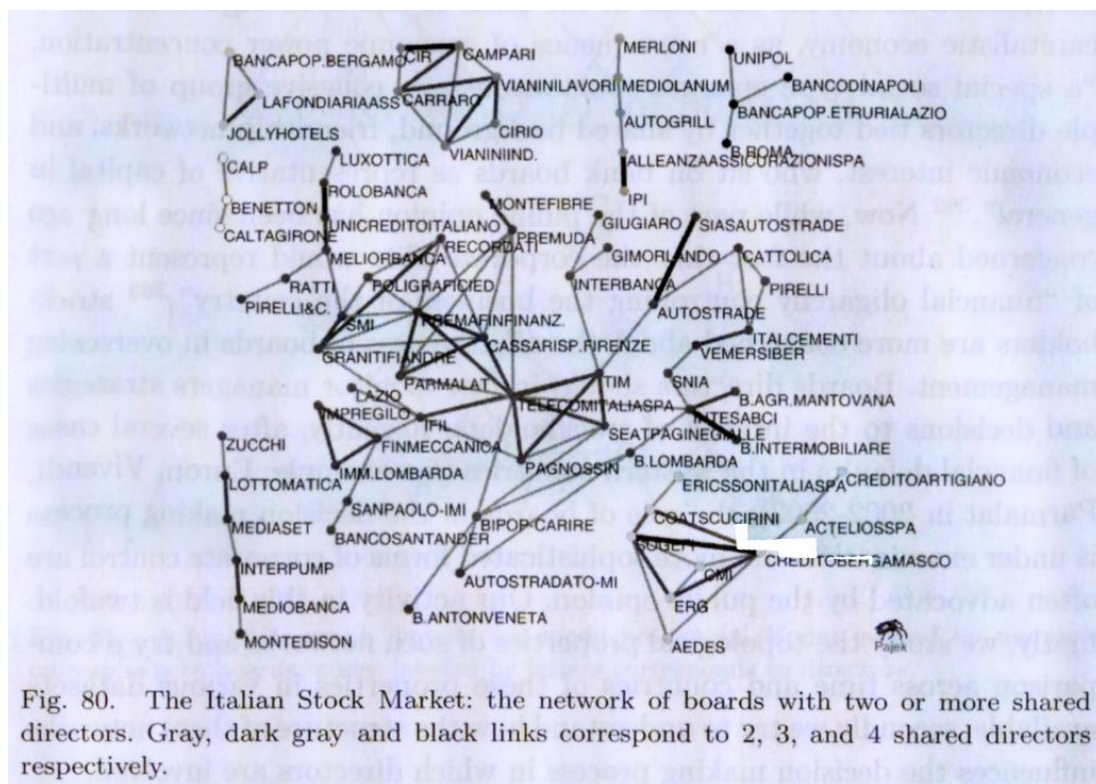 CIR
CAMPARI
MERLONI
UNIPOL
BANCAPOP.BERGAMO
VIANINILAVORI
MEDIOLANUM
BANCODINAPOLI
LAFONDIARIAASS
CARRARO
BANCAPOP.ETRURIALAZIO
JOLLYHOTELS
CIRIO
AUTOGRILL
B.ROMA
CALP
LUXOTTICA
VIANINIIND.
ALLEANZAASSICURAZIONISPA
ROLOBANCA
BENETTON
MONTEFIBRE
IPI
UNICREDITOITALIANO
GIUGIARO
SIASAUTOSTRADE
CALTAGIRONE
RECORDATI
PREMUDA
MELIORBANCA
GIMORLANDO
CATTOLICA
RATTI
POLIGRAFICIED
INTERBANCA
PIRELLI
PIRELLI&C.
SMI
PREMAFINFINANZ.
AUTOSTRADE
GRANITIFIANDRE
CASSARISP.FIRENZE
ITALCEMENTI
VEMERSIBER
PARMALAT
TIM
SNIA
LAZIO
TELECOMITALIASPA
B.AGR.MANTOVANA
IMPREGILO
IFIL
INTESABCI
ZUCCHI
FINMECCANICA
SEATPAGINEGIALLE
B.INTERMOBILIARE
IMM.LOMBARDA
PAGNOSSIN
B.LOMBARDA
LOTTOMATICA
ERICSSONITALIASPA
CREDITOARTIGIANO
SANPAOLO-IMI
MEDIASET
BIPOP-CARIRE
COATSCUCIRINI
ACTELIOSSPA
BANCOSANTANDER
SOGEFI
CREDITOBERGAMASCO
INTERPUMP
AUTOSTRADATO-MI
CMI
MEDIOBANCA
B.ANTONVENETA
ERG
MONTEDISON
AEDES
Pajek
Fig. 80. The Italian Stock Market: the network of boards with two or more shared
directors. Gray, dark gray and black links correspond to 2, 3, and 4 shared directors
respectively.